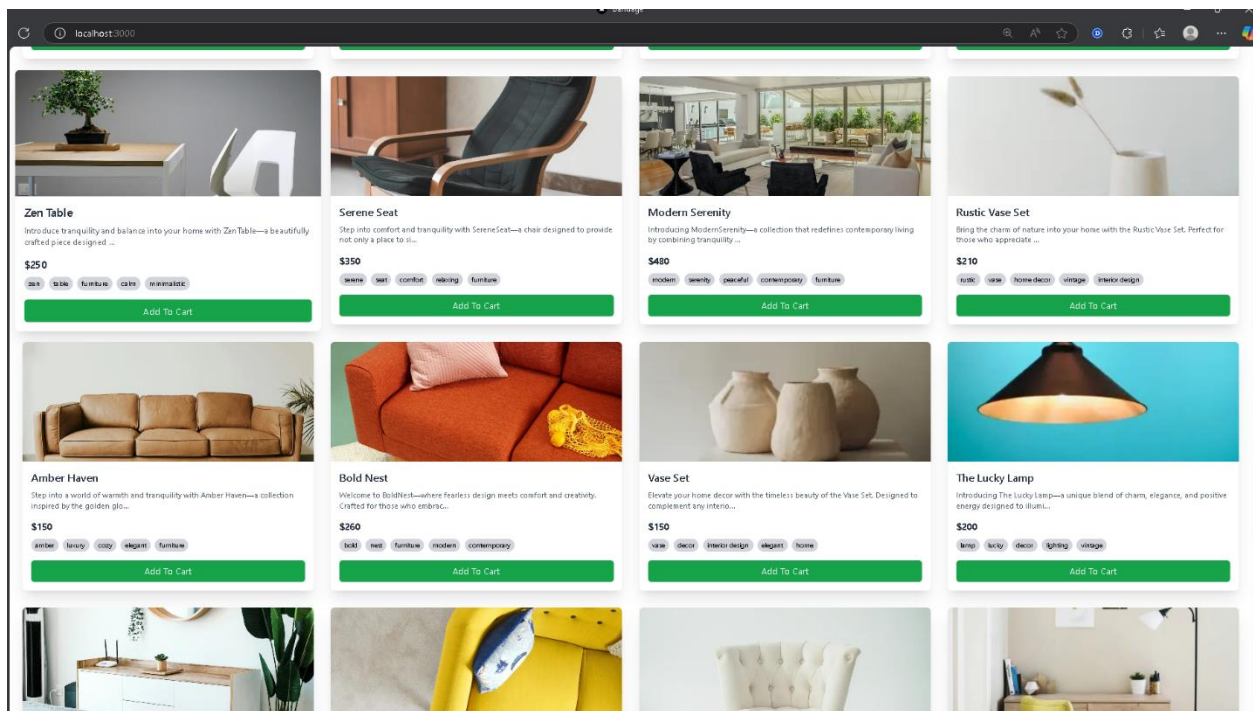 Bandage
localhost:3000
Zen Table
Introduce tranquility and balance into your home with Zen Table—a beautifully
crafted piece designed ...
$250
zen table furniture calm minimalistic
Add To Cart
Serene Seat
Step into comfort and tranquility with SereneSeat—a chair designed to provide
not only a place to si...
$350
serene seat comfort relaxing furniture
Add To Cart
Modern Serenity
Introducing ModernSerenity—a collection that redefines contemporary living
by combining tranquility ...
$480
modern serenity peaceful contemporary furniture
Add To Cart
Rustic Vase Set
Bring the charm of nature into your home with the Rustic Vase Set. Perfect for
those who appreciate ...
$210
rustic vase home decor vintage interior design
Add To Cart
Amber Haven
Step into a world of warmth and tranquility with Amber Haven—a collection
inspired by the golden glo...
$150
amber luxury cozy elegant furniture
Add To Cart
Bold Nest
Welcome to BoldNest—where fearless design meets comfort and creativity.
Crafted for those who embrac...
$260
bold nest furniture modern contemporary
Add To Cart
Vase Set
Elevate your home decor with the timeless beauty of the Vase Set. Designed to
complement any interio...
$150
vase decor interior design elegant home
Add To Cart
The Lucky Lamp
Introducing The Lucky Lamp—a unique blend of charm, elegance, and positive
energy designed to illumi...
$200
lamp lucky decor lighting vintage
Add To Cart